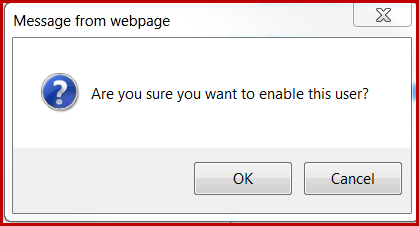 Message from webpage
Are you sure you want to enable this user?
OK
Cancel